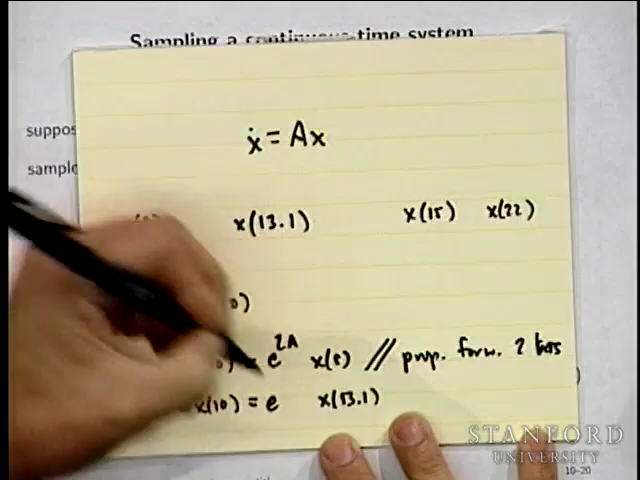 Sampling a continuous-time system
ẋ = Ax
suppos
sample
x(13.1) x(15) x(22)
0)
= e^{2A} x(8) // prop. forw. 2
x(10) = e x(13.1)
STANFORD
UNIVERSITY
10–20